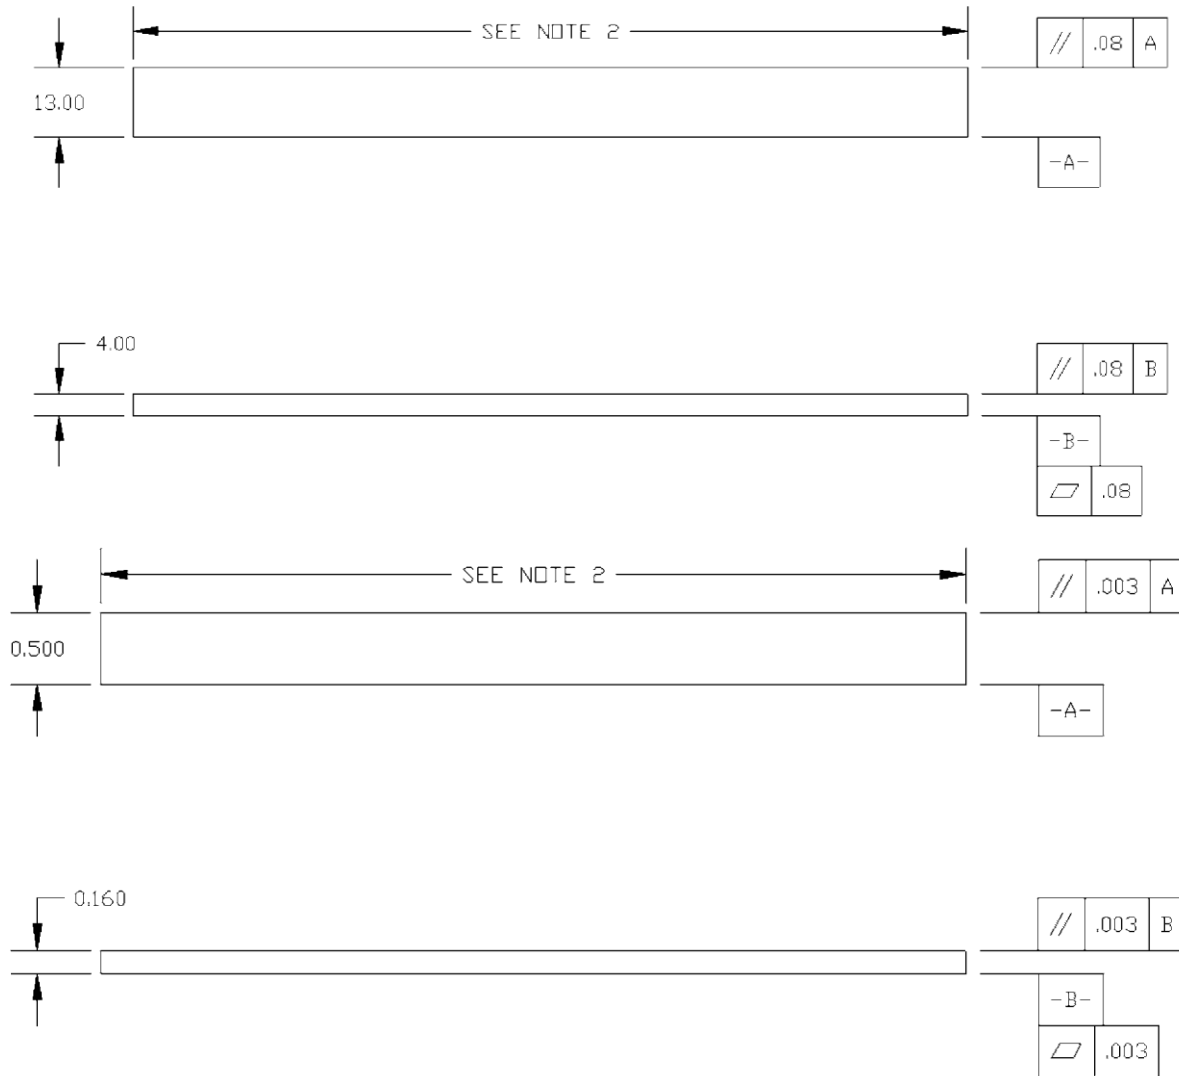 SEE NOTE 2
// .08 A
13.00
-A-
4.00
// .08 B
-B-
.08
SEE NOTE 2
// .003 A
0.500
-A-
0.160
// .003 B
-B-
.003